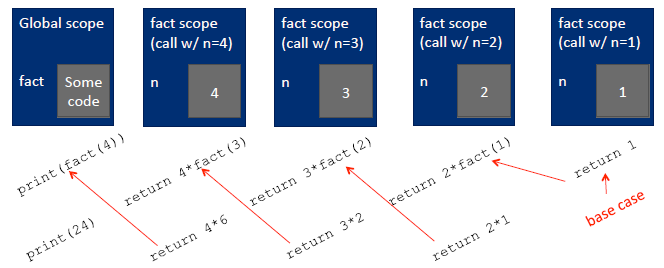 Global scope
fact
Some
code
fact scope
(call w/ n=4)
n
4
fact scope
(call w/ n=3)
n
3
fact scope
(call w/ n=2)
n
2
fact scope
(call w/ n=1)
n
1
print(fact(4))
return 4*fact(3)
return 3*fact(2)
return 2*fact(1)
return 1
base case
print(24)
return 4*6
return 3*2
return 2*1